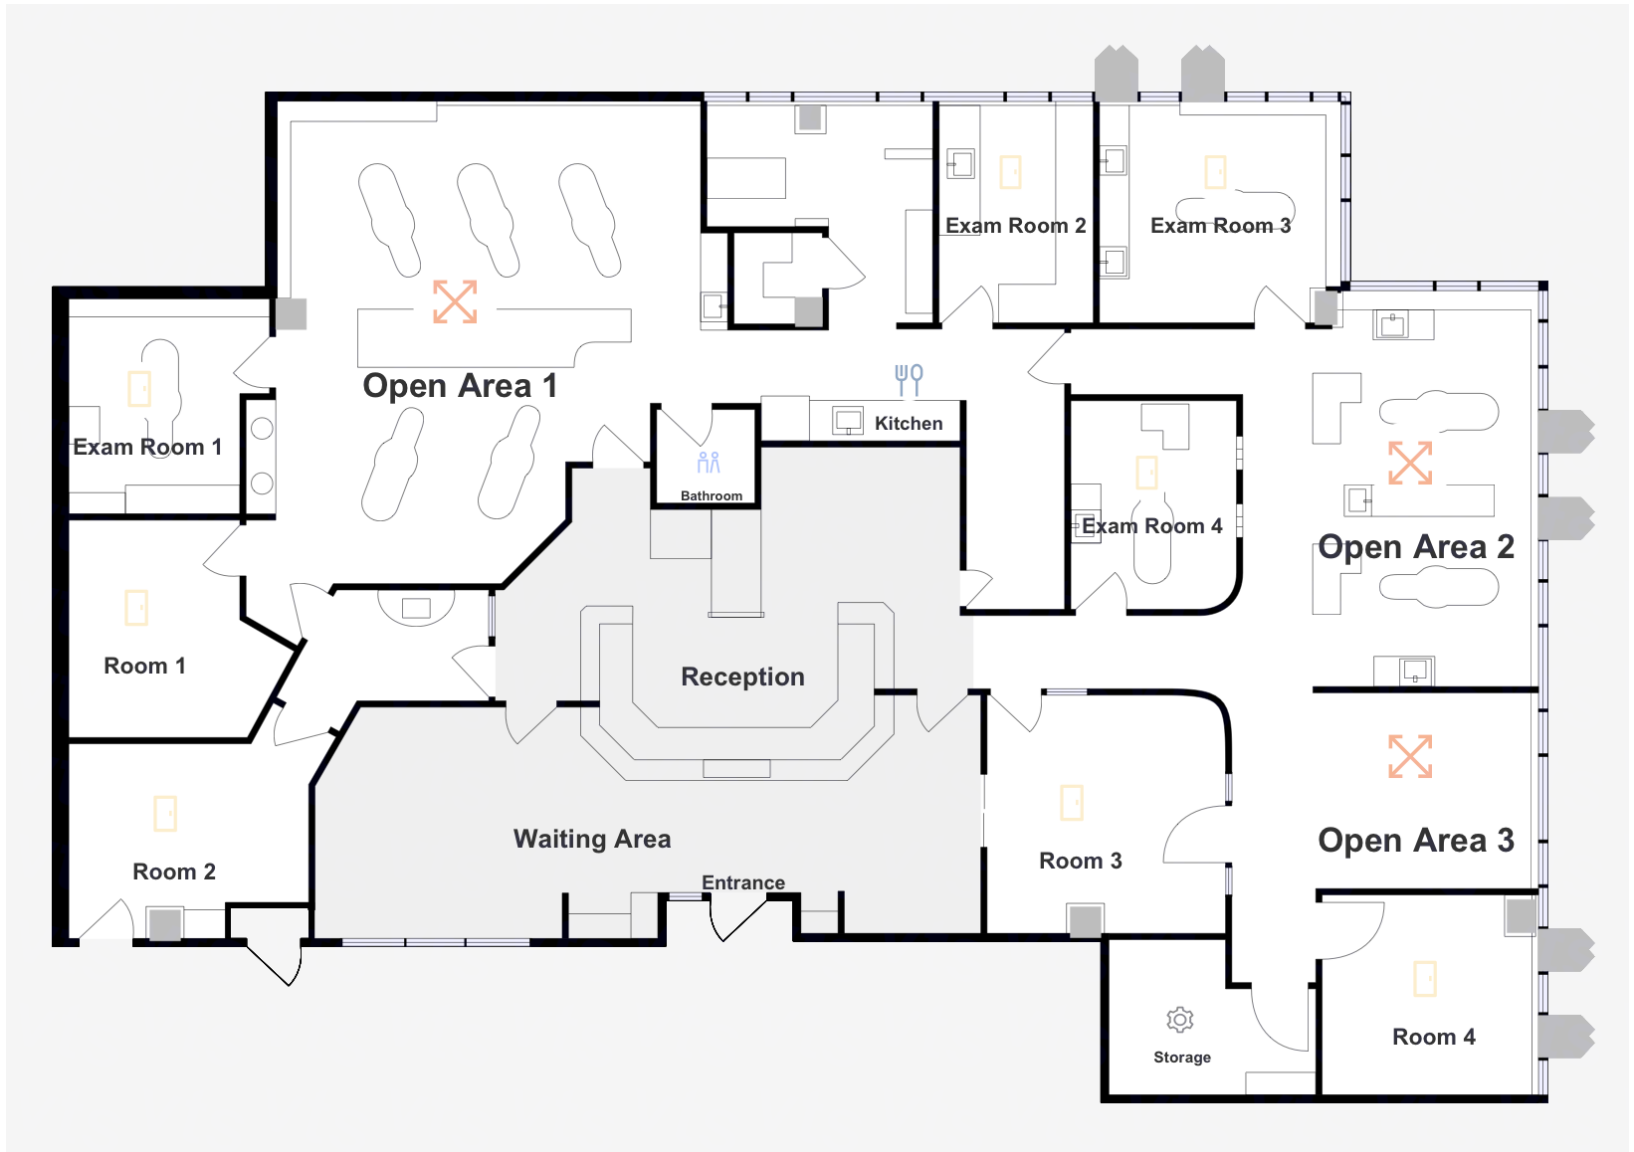 Exam Room 2
Exam Room 3
Open Area 1
Kitchen
Exam Room 1
Bathroom
Exam Room 4
Open Area 2
Room 1
Reception
Waiting Area
Open Area 3
Room 3
Room 2
Entrance
Room 4
Storage